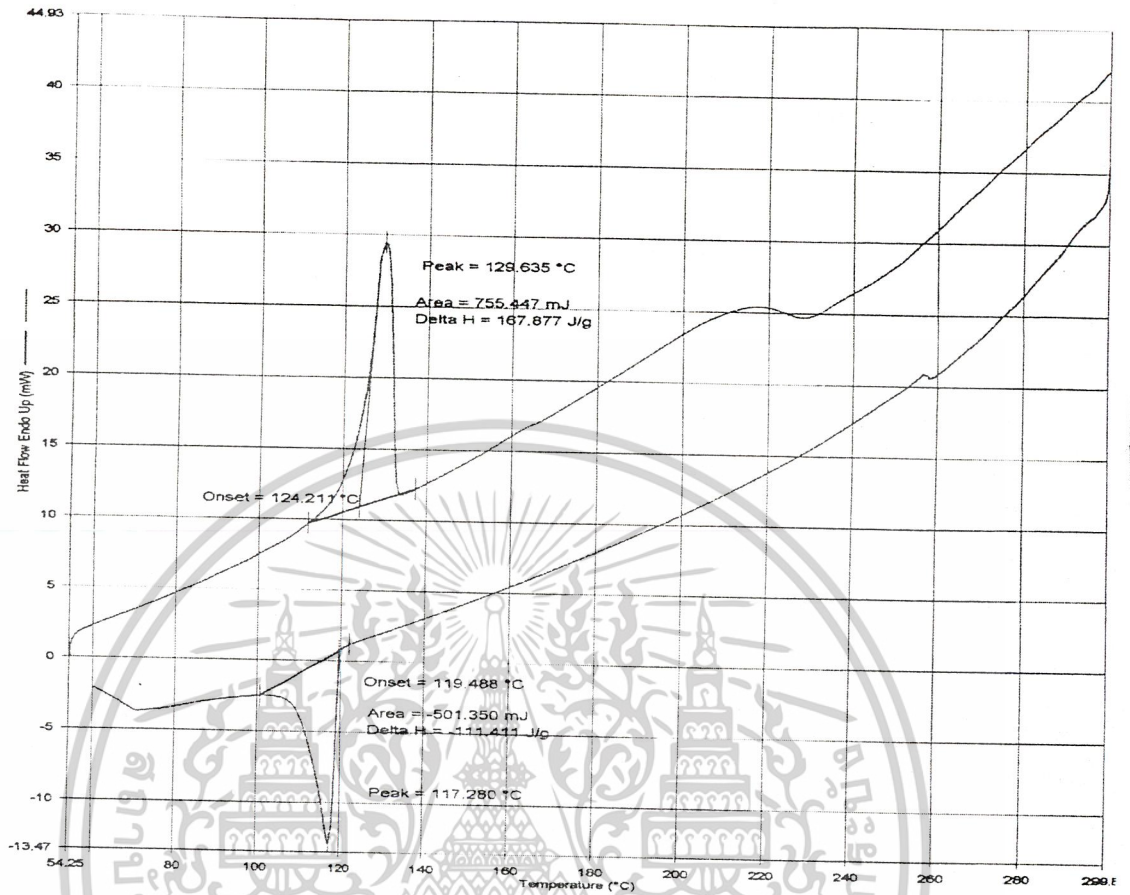 44.93
40
35
30
25
20
15
10
5
0
-5
-10
-13.47
Heat Flow Endo Up (mW)
Peak = 129.635 °C
Area = 755.447 mJ
Delta H = 167.877 J/g
Onset = 124.211 °C
Onset = 119.488 °C
Area = -501.350 mJ
Delta H = -111.411 J/g
Peak = 117.280 °C
54.25 80 100 120 140 160 180 200 220 240 260 280
Temperature (°C)